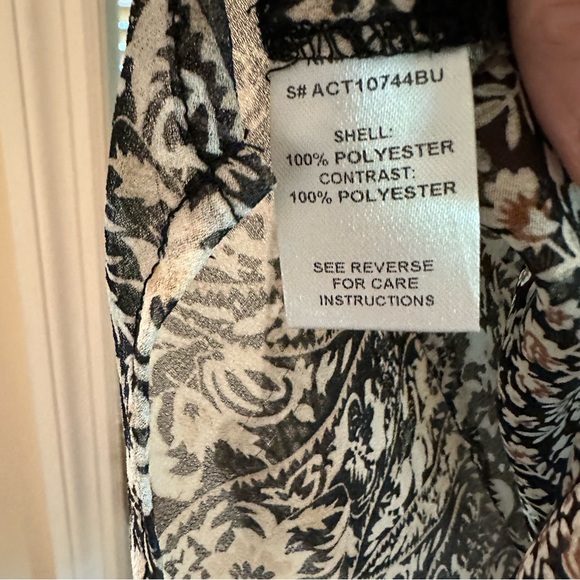 S# ACT10744BU
SHELL:
100% POLYESTER
CONTRAST:
100% POLYESTER
SEE REVERSE
FOR CARE
INSTRUCTIONS